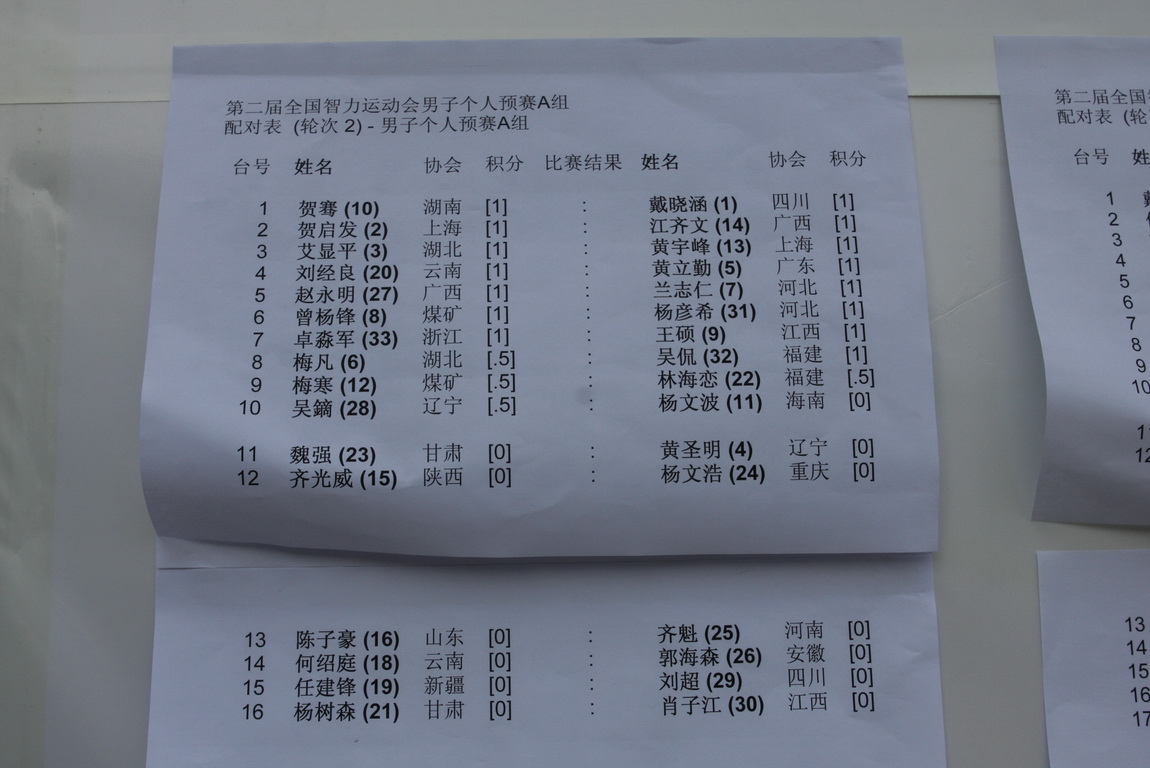 第二届全国智力运动会男子个人预赛A组
配对表 (轮次 2) - 男子个人预赛A组
台号 姓名 协会 积分 比赛结果 姓名 协会 积分
1 贺骞 (10) 湖南 [1] : 戴晓涵 (1) 四川 [1]
2 贺启发 (2) 上海 [1] : 江齐文 (14) 广西 [1]
3 艾显平 (3) 湖北 [1] : 黄宇峰 (13) 上海 [1]
4 刘经良 (20) 云南 [1] : 黄立勤 (5) 广东 [1]
5 赵永明 (27) 广西 [1] : 兰志仁 (7) 河北 [1]
6 曾杨锋 (8) 煤矿 [1] : 杨彦希 (31) 河北 [1]
7 卓淼军 (33) 浙江 [1] : 王硕 (9) 江西 [1]
8 梅凡 (6) 湖北 [.5] : 吴侃 (32) 福建 [1]
9 梅寒 (12) 煤矿 [.5] : 林海恋 (22) 福建 [.5]
10 吴鏑 (28) 辽宁 [.5] : 杨文波 (11) 海南 [0]
11 魏强 (23) 甘肃 [0] : 黄圣明 (4) 辽宁 [0]
12 齐光威 (15) 陕西 [0] : 杨文浩 (24) 重庆 [0]
13 陈子豪 (16) 山东 [0] : 齐魁 (25) 河南 [0]
14 何绍庭 (18) 云南 [0] : 郭海森 (26) 安徽 [0]
15 任建锋 (19) 新疆 [0] : 刘超 (29) 四川 [0]
16 杨树森 (21) 甘肃 [0] : 肖子江 (30) 江西 [0]
第二届全国
配对表 (轮
台号
1
2
3
4
5
6
7
8
9
10
11
12
13
14
15
16
17